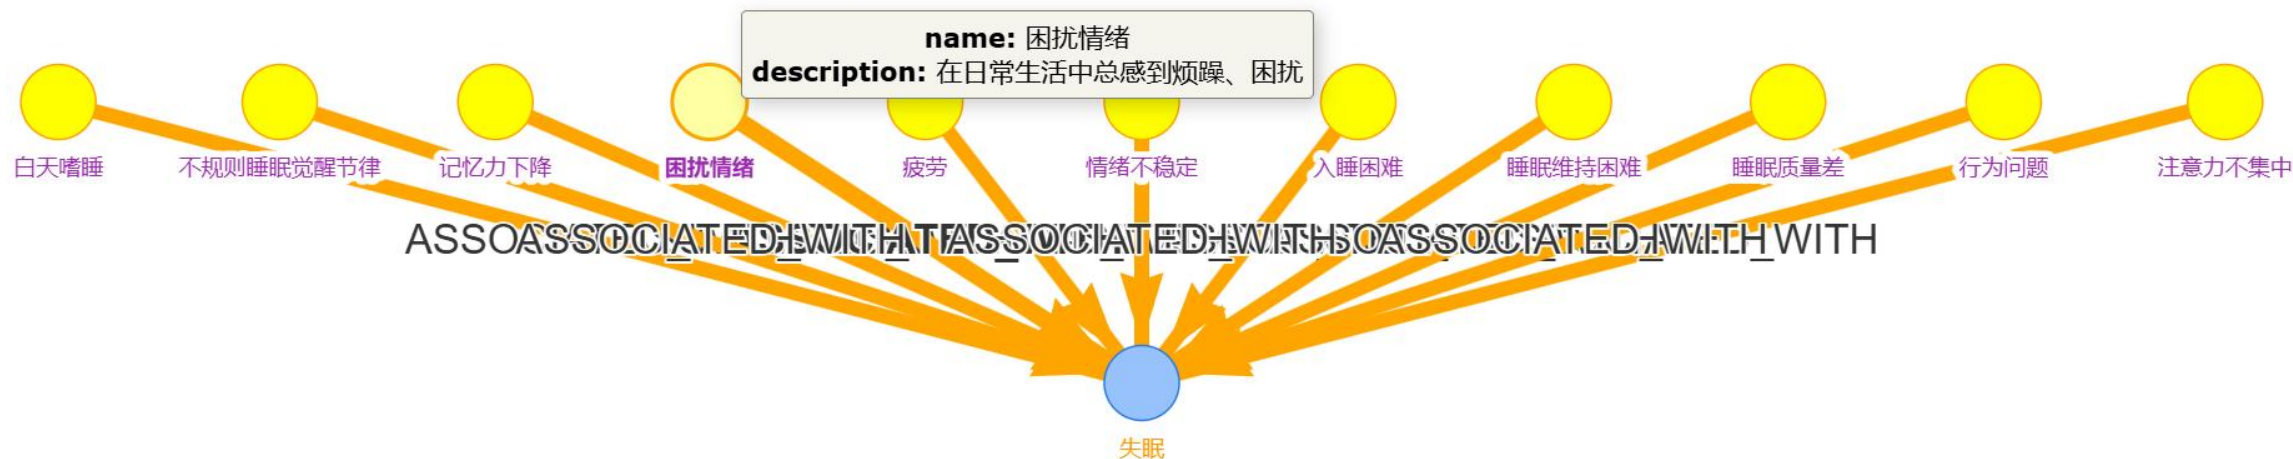 name: 困扰情绪
description: 在日常生活中总感到烦躁、困扰
白天嗜睡
不规则睡眠觉醒节律
记忆力下降
困扰情绪
疲劳
情绪不稳定
入睡困难
睡眠维持困难
睡眠质量差
行为问题
注意力不集中
ASSOCIATED_WITH
失眠